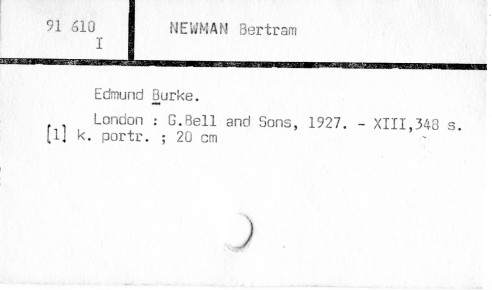 91 610
I
NEWMAN Bertram
Edmund Burke.
London : G.Bell and Sons, 1927. - XIII,348 s.
[1] k. portr. ; 20 cm